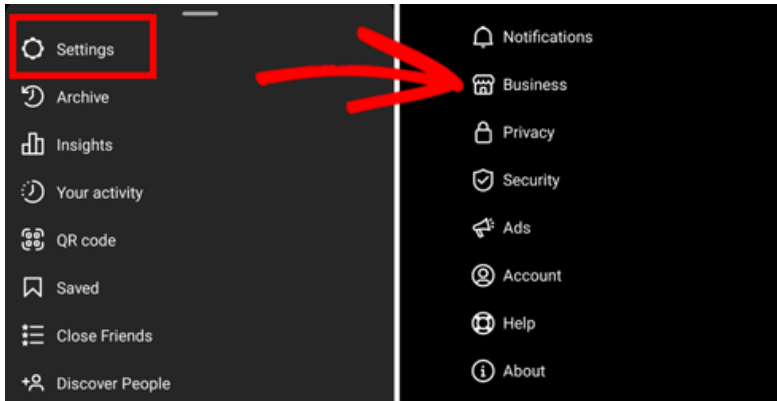 Settings
Archive
Insights
Your activity
QR code
Saved
Close Friends
Discover People
Notifications
Business
Privacy
Security
Ads
Account
Help
About